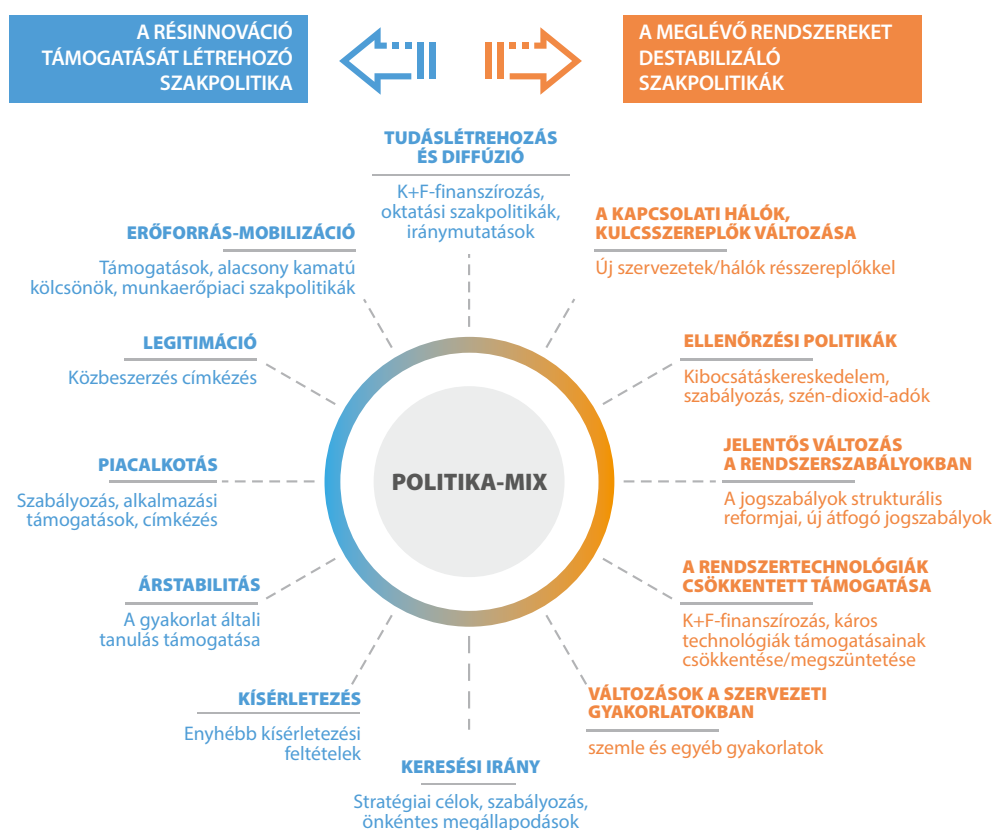 A RÉSINNOVÁCIÓ
TÁMOGATÁSÁT LÉTREHOZÓ
SZAKPOLITIKA
A MEGLÉVŐ RENDSZEREKET
DESTABILIZÁLÓ
SZAKPOLITIKÁK
TUDÁSLÉTREHOZÁS
ÉS DIFFÚZIÓ
K+F-finanszírozás,
oktatási szakpolitikák,
iránymutatások
ERŐFORRÁS-MOBILIZÁCIÓ
Támogatások, alacsony kamatú
kölcsönök, munkaerőpiaci szakpolitikák
LEGITIMÁCIÓ
Közbeszerzés címkézés
PIACALKOTÁS
Szabályozás, alkalmazási
támogatások, címkézés
ÁRSTABILITÁS
A gyakorlat általi
tanulás támogatása
KÍSÉRLETEZÉS
Enyhébb kísérletezési
feltételek
KERESÉSI IRÁNY
Stratégiai célok, szabályozás,
önkéntes megállapodások
POLITIKA-MIX
A KAPCSOLATI HÁLÓK,
KULCSSZEREPLŐK VÁLTOZÁSA
Új szervezetek/hálók résszereplőkkel
ELLENŐRZÉSI POLITIKÁK
Kibocsátáskereskedelem,
szabályozás, szén-dioxid-adók
JELENTŐS VÁLTOZÁS
A RENDSZERSZABÁLYOKBAN
A jogszabályok strukturális
reformjai, új átfogó jogszabályok
A RENDSZERTECHNOLÓGIÁK
CSÖKKENTETT TÁMOGATÁSA
K+F-finanszírozás, káros
technológiák támogatásainak
csökkentése/megszüntetése
VÁLTOZÁSOK A SZERVEZETI
GYAKORLATOKBAN
szemle és egyéb gyakorlatok